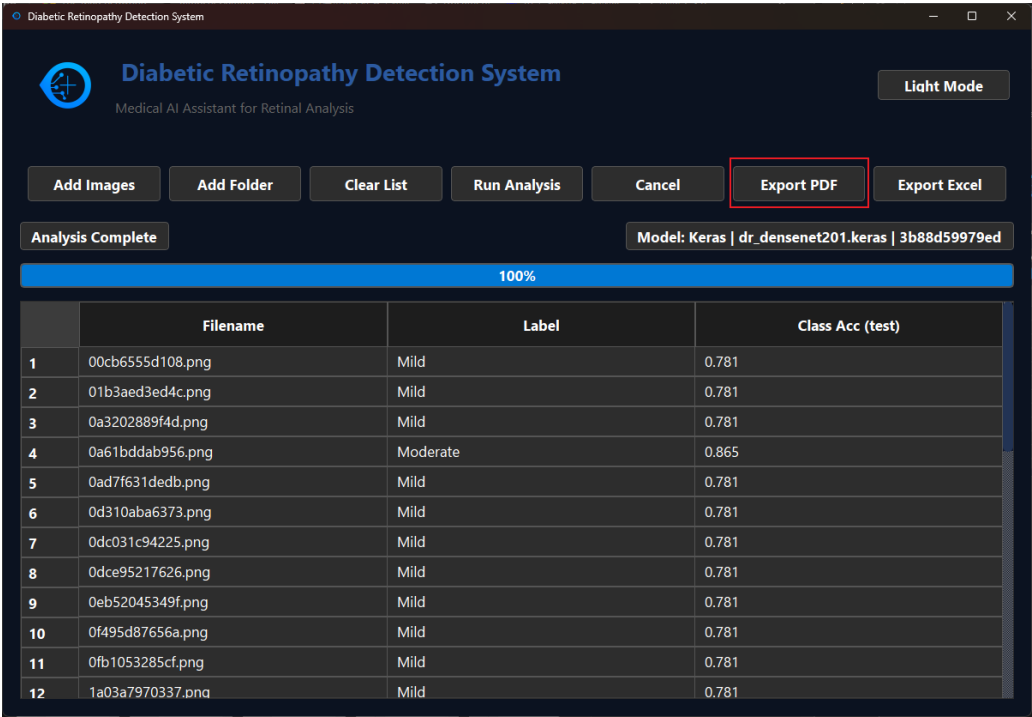 Diabetic Retinopathy Detection System
Diabetic Retinopathy Detection System
Medical AI Assistant for Retinal Analysis
Light Mode
Add Images Add Folder Clear List Run Analysis Cancel Export PDF Export Excel
Analysis Complete Model: Keras | dr_densenet201.keras | 3b88d59979ed
100%
Filename Label Class Acc (test)
1 00cb6555d108.png Mild 0.781
2 01b3aed3ed4c.png Mild 0.781
3 0a3202889f4d.png Mild 0.781
4 0a61bddab956.png Moderate 0.865
5 0ad7f631dedb.png Mild 0.781
6 0d310aba6373.png Mild 0.781
7 0dc031c94225.png Mild 0.781
8 0dce95217626.png Mild 0.781
9 0eb52045349f.png Mild 0.781
10 0f495d87656a.png Mild 0.781
11 0fb1053285cf.png Mild 0.781
12 1a03a7970337.png Mild 0.781